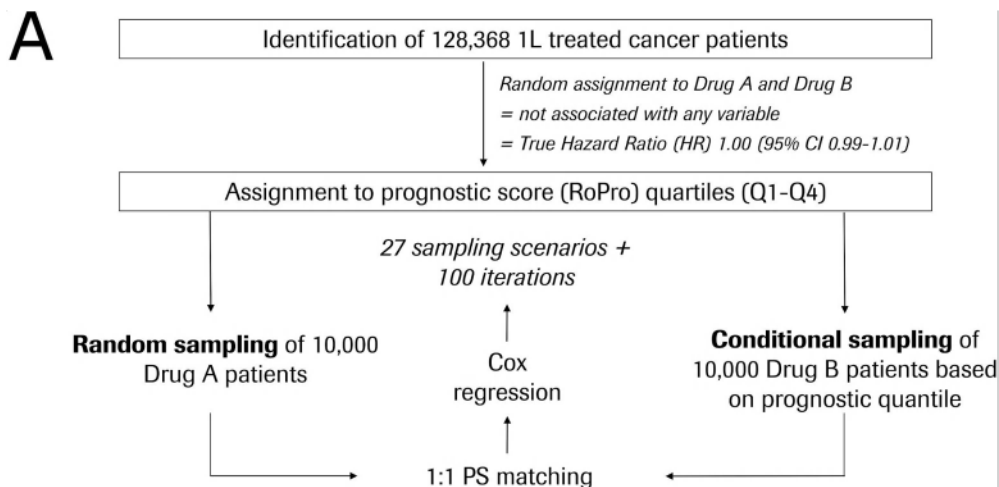 A
Identification of 128,368 1L treated cancer patients
Random assignment to Drug A and Drug B
= not associated with any variable
= True Hazard Ratio (HR) 1.00 (95% CI 0.99-1.01)
Assignment to prognostic score (RoPro) quartiles (Q1-Q4)
27 sampling scenarios +
100 iterations
Random sampling of 10,000
Drug A patients
Cox
regression
Conditional sampling of
10,000 Drug B patients based
on prognostic quantile
1:1 PS matching